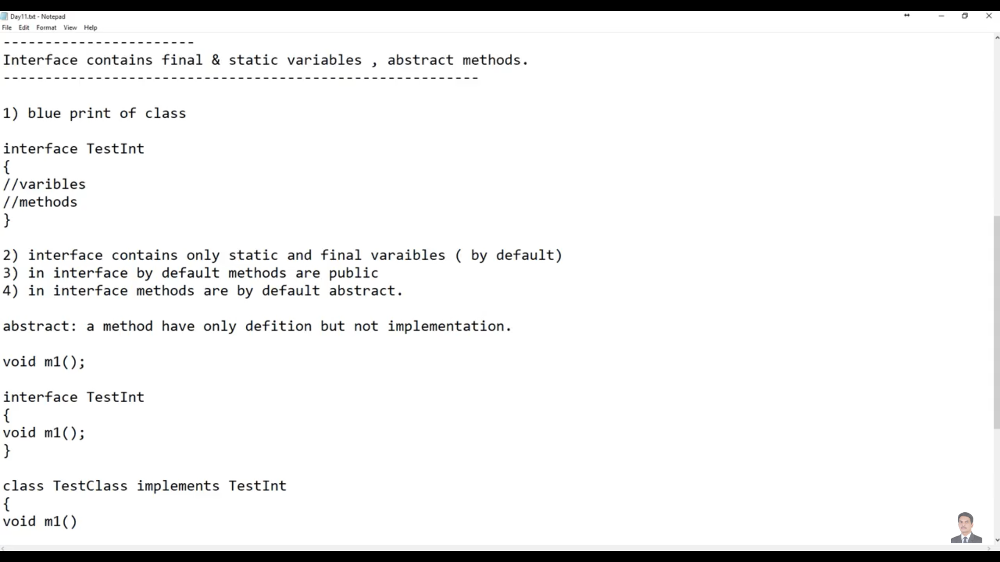 Day11.txt - Notepad
File Edit Format View Help
-----------------------
Interface contains final & static variables , abstract methods.
---------------------------------------------------------
1) blue print of class
interface TestInt
{
//varibles
//methods
}
2) interface contains only static and final varaibles ( by default)
3) in interface by default methods are public
4) in interface methods are by default abstract.
abstract: a method have only defition but not implementation.
void m1();
interface TestInt
{
void m1();
}
class TestClass implements TestInt
{
void m1()